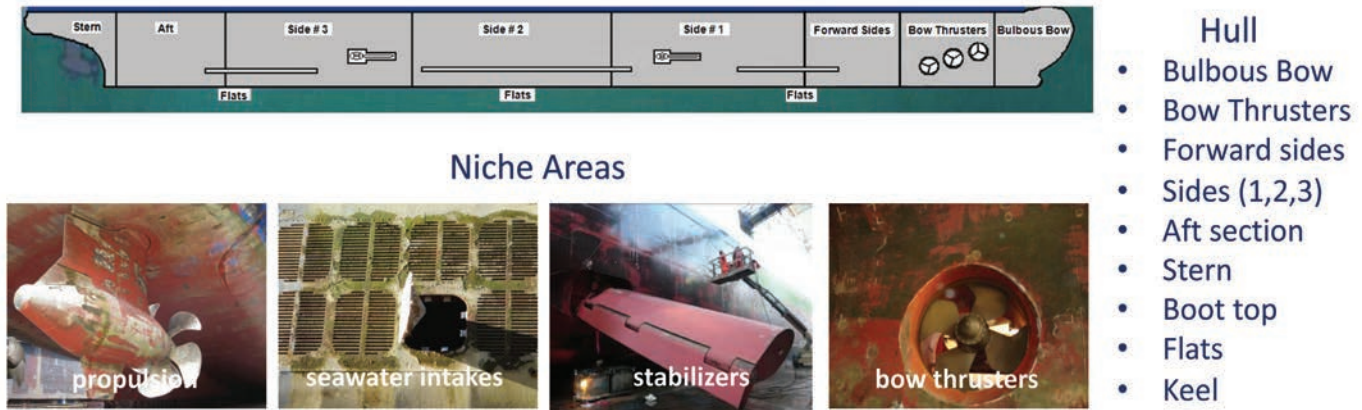 Stern
Aft
Side # 3
Side # 2
Side # 1
Forward Sides
Bow Thrusters
Bulbous Bow
Flats
Flats
Flats
Niche Areas
propulsion
seawater intakes
stabilizers
bow thrusters
Hull
• Bulbous Bow
• Bow Thrusters
• Forward sides
• Sides (1,2,3)
• Aft section
• Stern
• Boot top
• Flats
• Keel